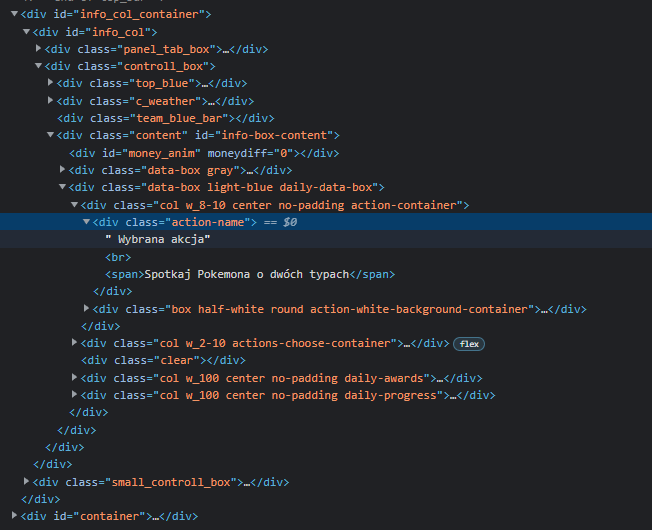 <div id="info_col_container">
<div id="info_col">
<div class="panel_tab_box">…</div>
<div class="controll_box">
<div class="top_blue">…</div>
<div class="c_weather">…</div>
<div class="team_blue_bar"></div>
<div class="content" id="info-box-content">
<div id="money_anim" moneydiff="0"></div>
<div class="data-box gray">…</div>
<div class="data-box light-blue daily-data-box">
<div class="col w_8-10 center no-padding action-container">
<div class="action-name"> == $0
" Wybrana akcja"
<br>
<span>Spotkaj Pokemona o dwóch typach</span>
</div>
<div class="box half-white round action-white-background-container">…</div>
</div>
<div class="col w_2-10 actions-choose-container">…</div> flex
<div class="clear"></div>
<div class="col w_100 center no-padding daily-awards">…</div>
<div class="col w_100 center no-padding daily-progress">…</div>
</div>
</div>
</div>
</div>
<div class="small_controll_box">…</div>
</div>
<div id="container">…</div>